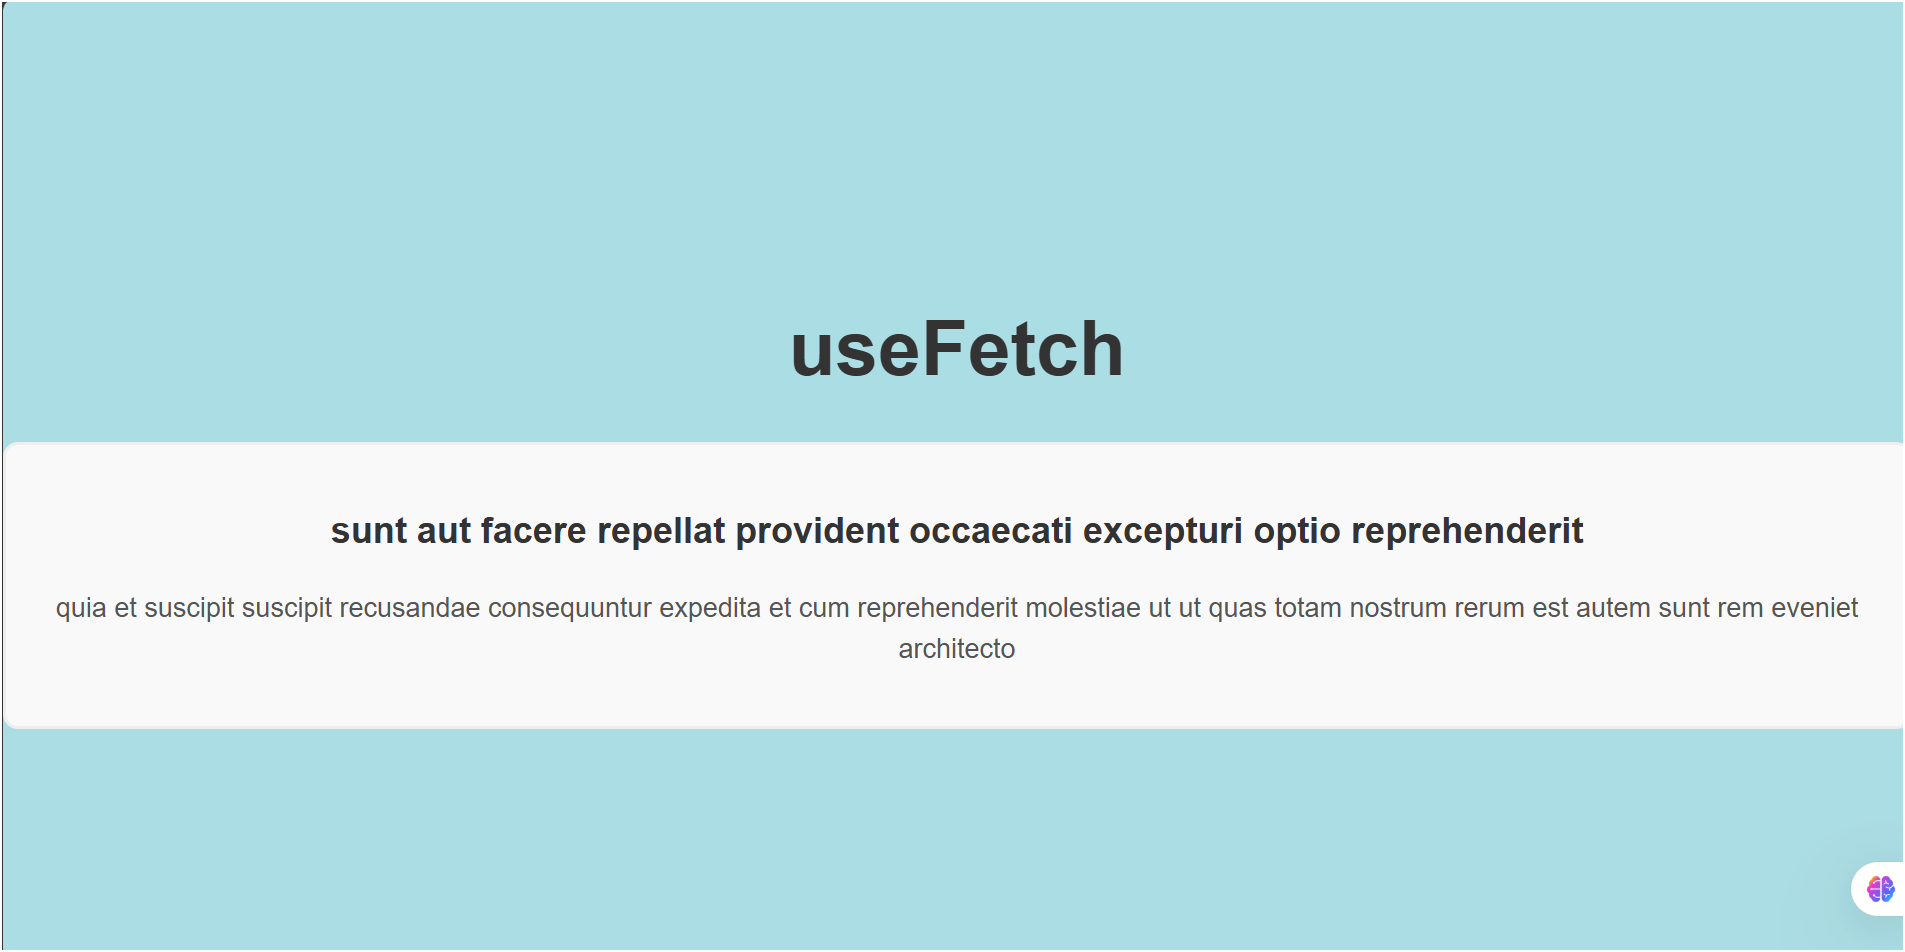 useFetch
sunt aut facere repellat provident occaecati excepturi optio reprehenderit
quia et suscipit suscipit recusandae consequuntur expedita et cum reprehenderit molestiae ut ut quas totam nostrum rerum est autem sunt rem eveniet
architecto